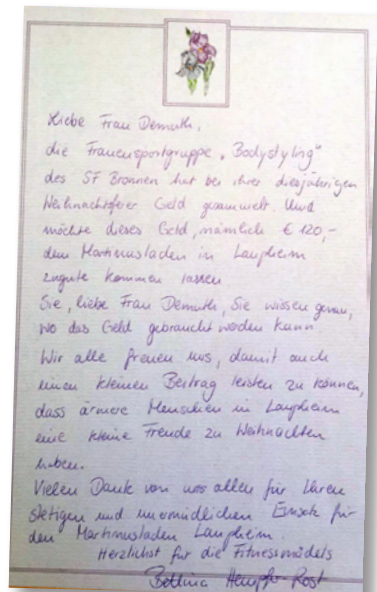 Liebe Frau Demuth,
die Frauensportgruppe „Bodystyling“
des SF Bronnen hat bei ihrer diesjährigen
Weihnachtsfeier Geld gesammelt. Und
möchte dieses Geld, nämlich € 120,-
dem Martinusladen in Laupheim
zugute kommen lassen
Sie, liebe Frau Demuth, Sie wissen genau,
wo das Geld gebraucht werden kann.
Wir alle freuen uns, damit auch
einen kleinen Beitrag leisten zu können,
dass ärmere Menschen in Laupheim
eine kleine Freude zu Weihnachten
haben.
Vielen Dank von uns allen für Ihren
stetigen und unermüdlichen Einsatz für
den Martinusladen Laupheim.
Herzlichst für die Fitnessmädels
Bettina Rost